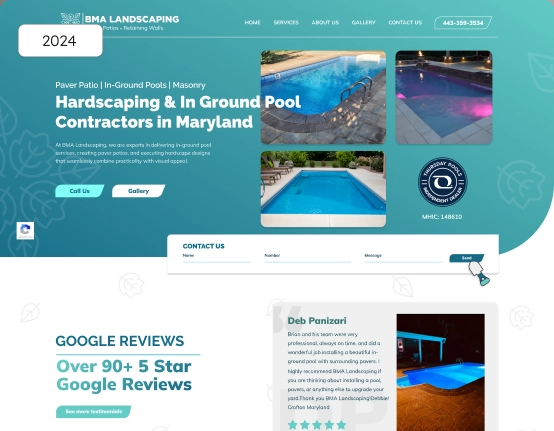 BMA LANDSCAPING
Patios - Retaining Walls
HOME SERVICES ABOUT US GALLERY CONTACT US 443-359-3534
2024
Paver Patio | In-Ground Pools | Masonry
Hardscaping & In Ground Pool
Contractors in Maryland
At BMA Landscaping, we are experts in delivering in-ground pool
services, creating paver patios, and executing hardscape designs
that seamlessly combine practicality with visual appeal.
Call Us Gallery
THURSDAY POOLS
INDEPENDENT DEALER
MHIC: 148610
CONTACT US
Name Number Message Send
GOOGLE REVIEWS
Over 90+ 5 Star
Google Reviews
See more testimonials
Deb Panizari
Brian and his team were very
professional, always on time, and did a
wonderful job installing a beautiful in-
ground pool with surrounding pavers. I
highly recommend BMA Landscaping if
you are thinking about installing a pool,
pavers, or anything else to upgrade your
yard.Thank you BMA Landscaping!Debbie/
Crofton Maryland